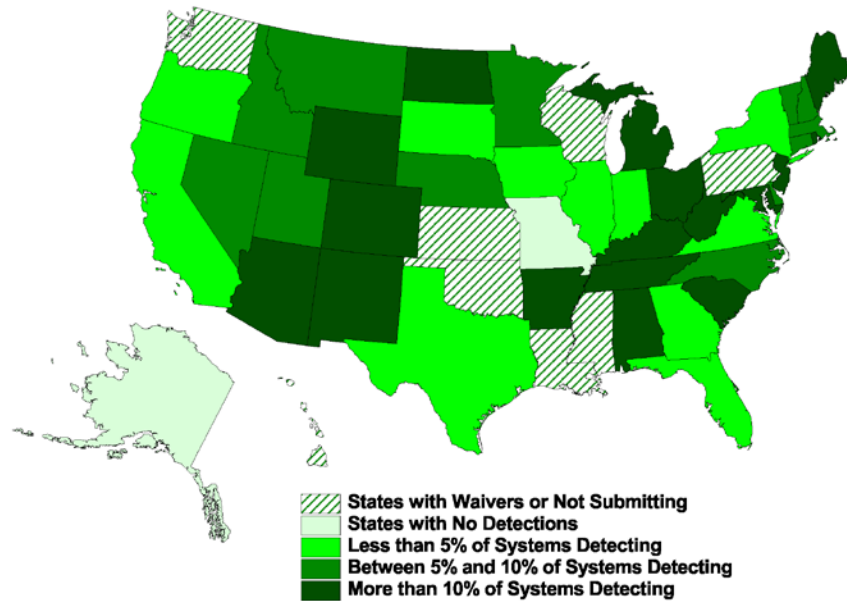 States with Waivers or Not Submitting
States with No Detections
Less than 5% of Systems Detecting
Between 5% and 10% of Systems Detecting
More than 10% of Systems Detecting